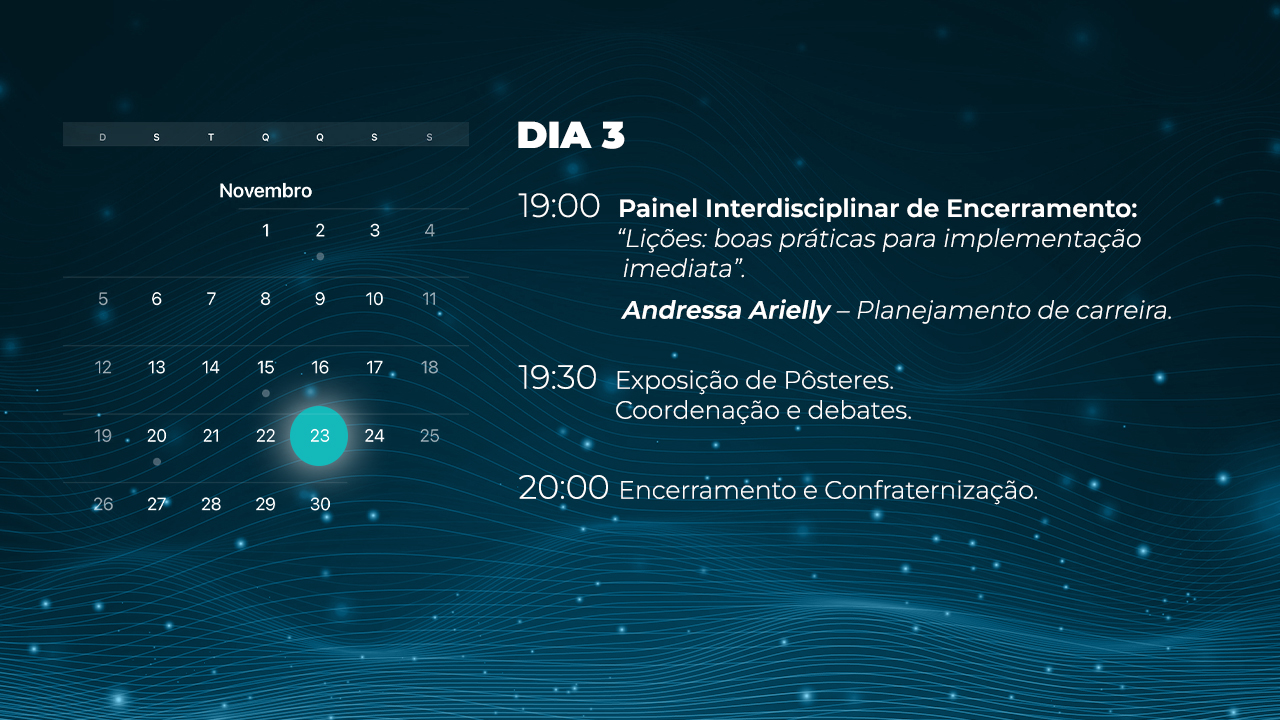 D S T Q Q S S
Novembro
1 2 3 4
5 6 7 8 9 10 11
12 13 14 15 16 17 18
19 20 21 22 23 24 25
26 27 28 29 30
DIA 3
19:00 Painel Interdisciplinar de Encerramento:
“Lições: boas práticas para implementação
imediata”.
Andressa Arielly – Planejamento de carreira.
19:30 Exposição de Pôsteres.
Coordenação e debates.
20:00 Encerramento e Confraternização.